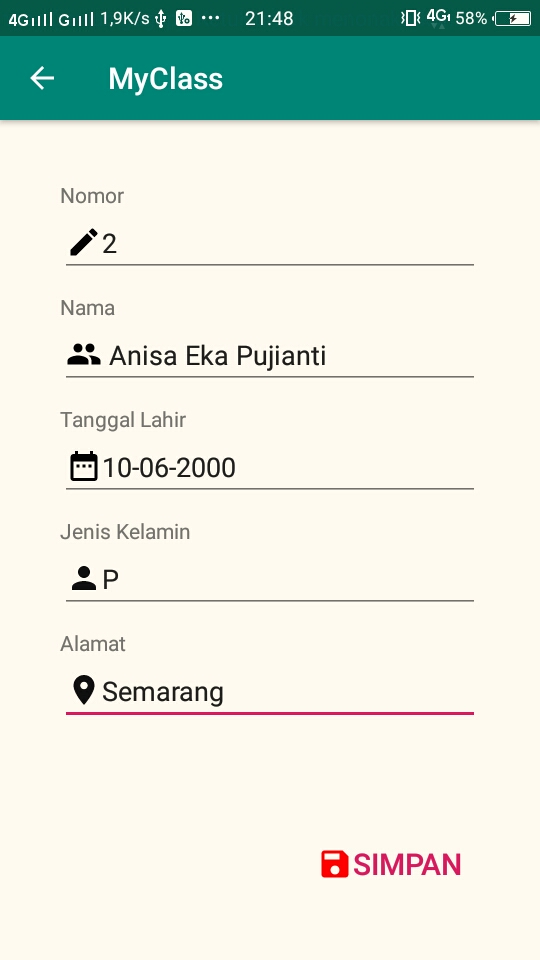 4G 4G 1,9K/s ... 21:48 4G 58%
MyClass
Nomor
2
Nama
Anisa Eka Pujianti
Tanggal Lahir
10-06-2000
Jenis Kelamin
P
Alamat
Semarang
SIMPAN